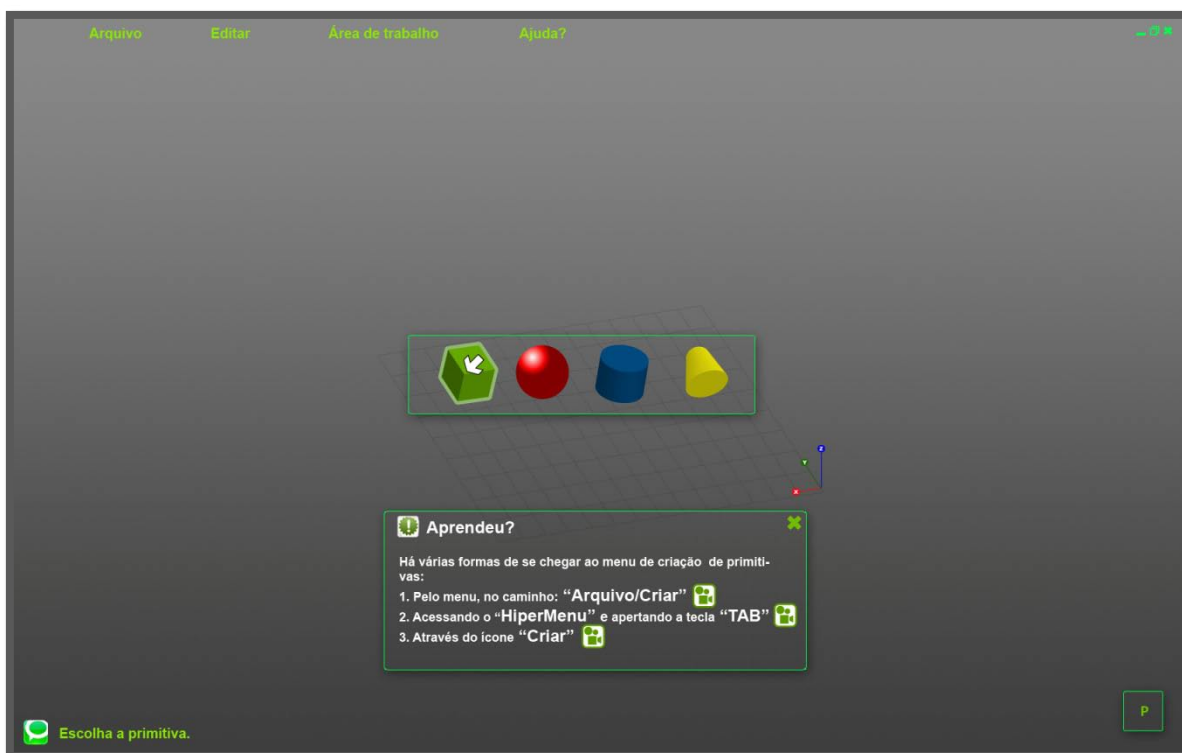 Arquivo Editar Área de trabalho Ajuda?
Z
Y
X
Aprendeu?
Há várias formas de se chegar ao menu de criação de primiti-
vas:
1. Pelo menu, no caminho: “Arquivo/Criar”
2. Acessando o “HiperMenu” e apertando a tecla “TAB”
3. Através do ícone “Criar”
P
Escolha a primitiva.